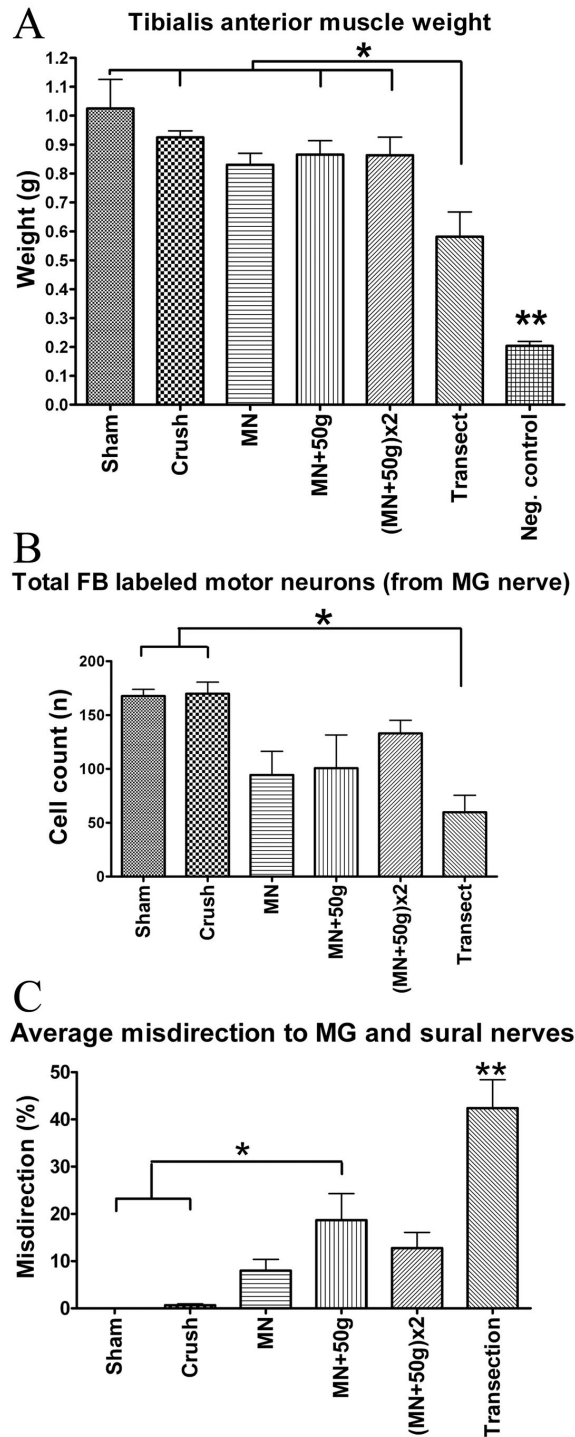 A
Tibialis anterior muscle weight
*
1.2
1.1
1.0
0.9
0.8
0.7
0.6
0.5
0.4
0.3
0.2
0.1
0.0
Weight (g)
**
Sham
Crush
MN
MN+50g
(MN+50g)x2
Transect
Neg. control
B
Total FB labeled motor neurons (from MG nerve)
*
200
150
100
50
0
Cell count (n)
Sham
Crush
MN
MN+50g
(MN+50g)x2
Transect
C
Average misdirection to MG and sural nerves
**
*
50
40
30
20
10
0
Misdirection (%)
Sham
Crush
MN
MN+50g
(MN+50g)x2
Transection